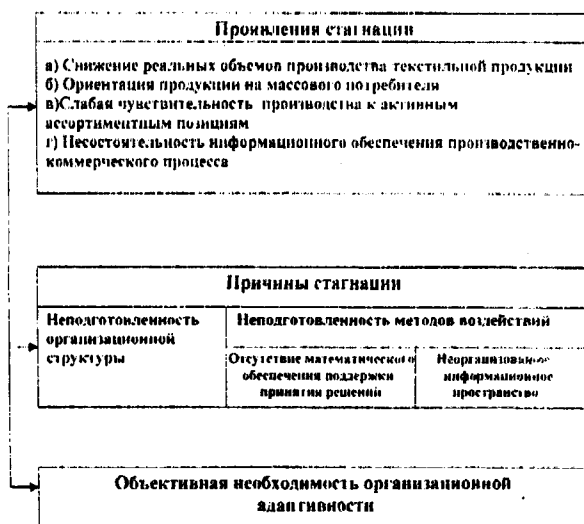 Проявления стагнации
а) Снижение реальных объемов производства текстильной продукции
б) Ориентация продукции на массового потребителя
в)Слабая чувствительность производства к активным
ассортиментным позициям
г) Несостоятельность информационного обеспечения производственно-
коммерческого процесса
Причины стагнации
Неподготовленность
организационной
структуры
Неподготовленность методов воздействий
Отсутствие математического
обеспечения поддержки
принятия решений
Неорганизованное
информационное
пространство
Объективная необходимость организационной
адаптивности